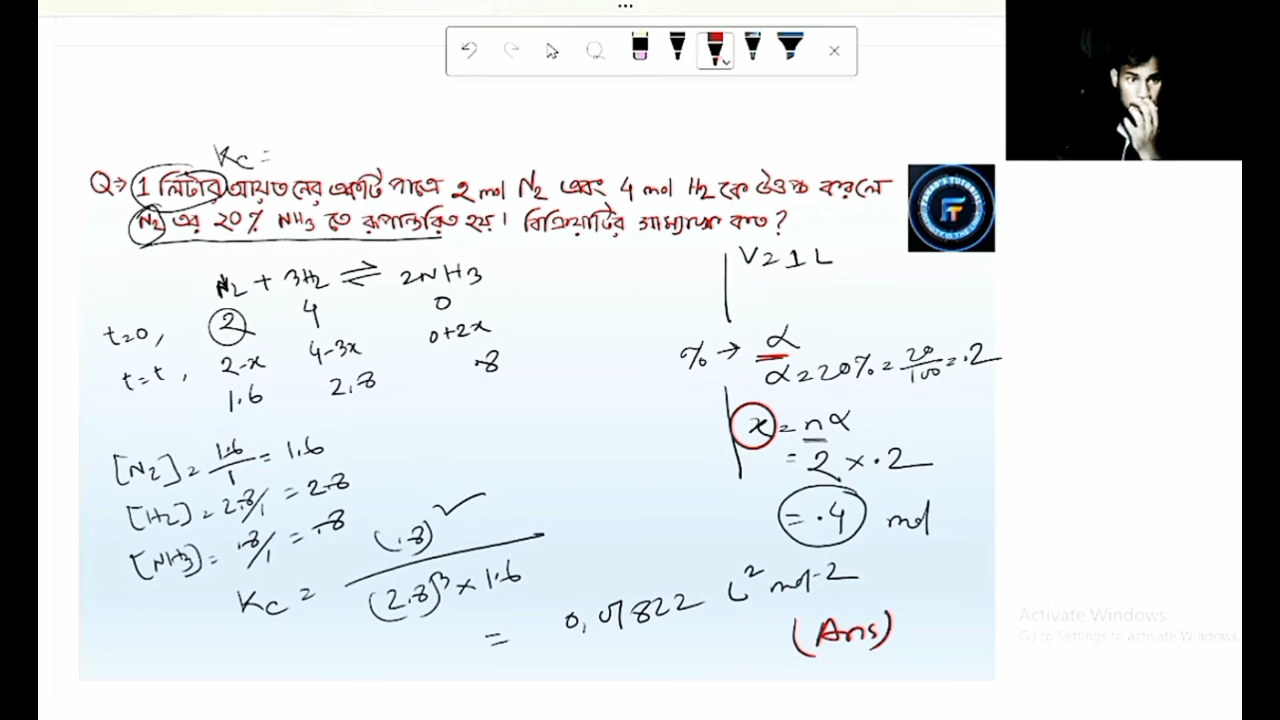 Kc =
Q→ 1 লিটার আয়তনের একটি পাত্রে 2 mol N2 এবং 4 mol H2 কে উত্তপ্ত করলে
N2 এর 20% NH3 তে রূপান্তরিত হয়। বিক্রিয়াটির সাম্যাঙ্ক কত?
N2 + 3H2 ⇌ 2NH3
t=0, 2 4 0
t=t, 2-x 4-3x 0+2x
1.6 2.8 .8
[N2] = 1.6/1 = 1.6
[H2] = 2.8/1 = 2.8
[NH3] = .8/1 = .8
Kc = (.8)²/(2.8)³ × 1.6
= L² mol-2
(Ans)
V = 1 L
% → α
α = 20% = 20/100 = .2
x = nα
= 2 × .2
= .4 mol
FT
Activate Windows
Go to Settings to activate Windows.